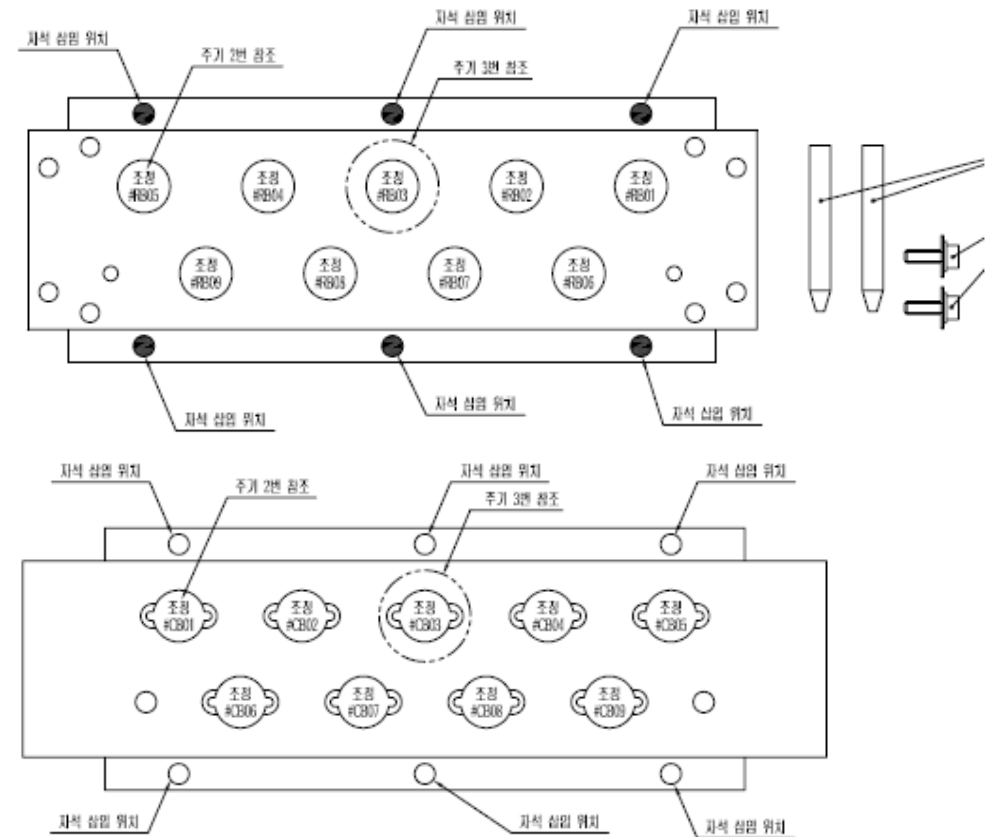 자석 삽입 위치
자석 삽입 위치
자석 삽입 위치
주기 2번 참조
주기 3번 참조
조정
#RB05
조정
#RB04
조정
#RB03
조정
#RB02
조정
#RB01
조정
#RB09
조정
#RB08
조정
#RB07
조정
#RB06
자석 삽입 위치
자석 삽입 위치
자석 삽입 위치
자석 삽입 위치
자석 삽입 위치
자석 삽입 위치
주기 2번 참조
주기 3번 참조
조정
#CB01
조정
#CB02
조정
#CB03
조정
#CB04
조정
#CB05
조정
#CB06
조정
#CB07
조정
#CB08
조정
#CB09
자석 삽입 위치
자석 삽입 위치
자석 삽입 위치